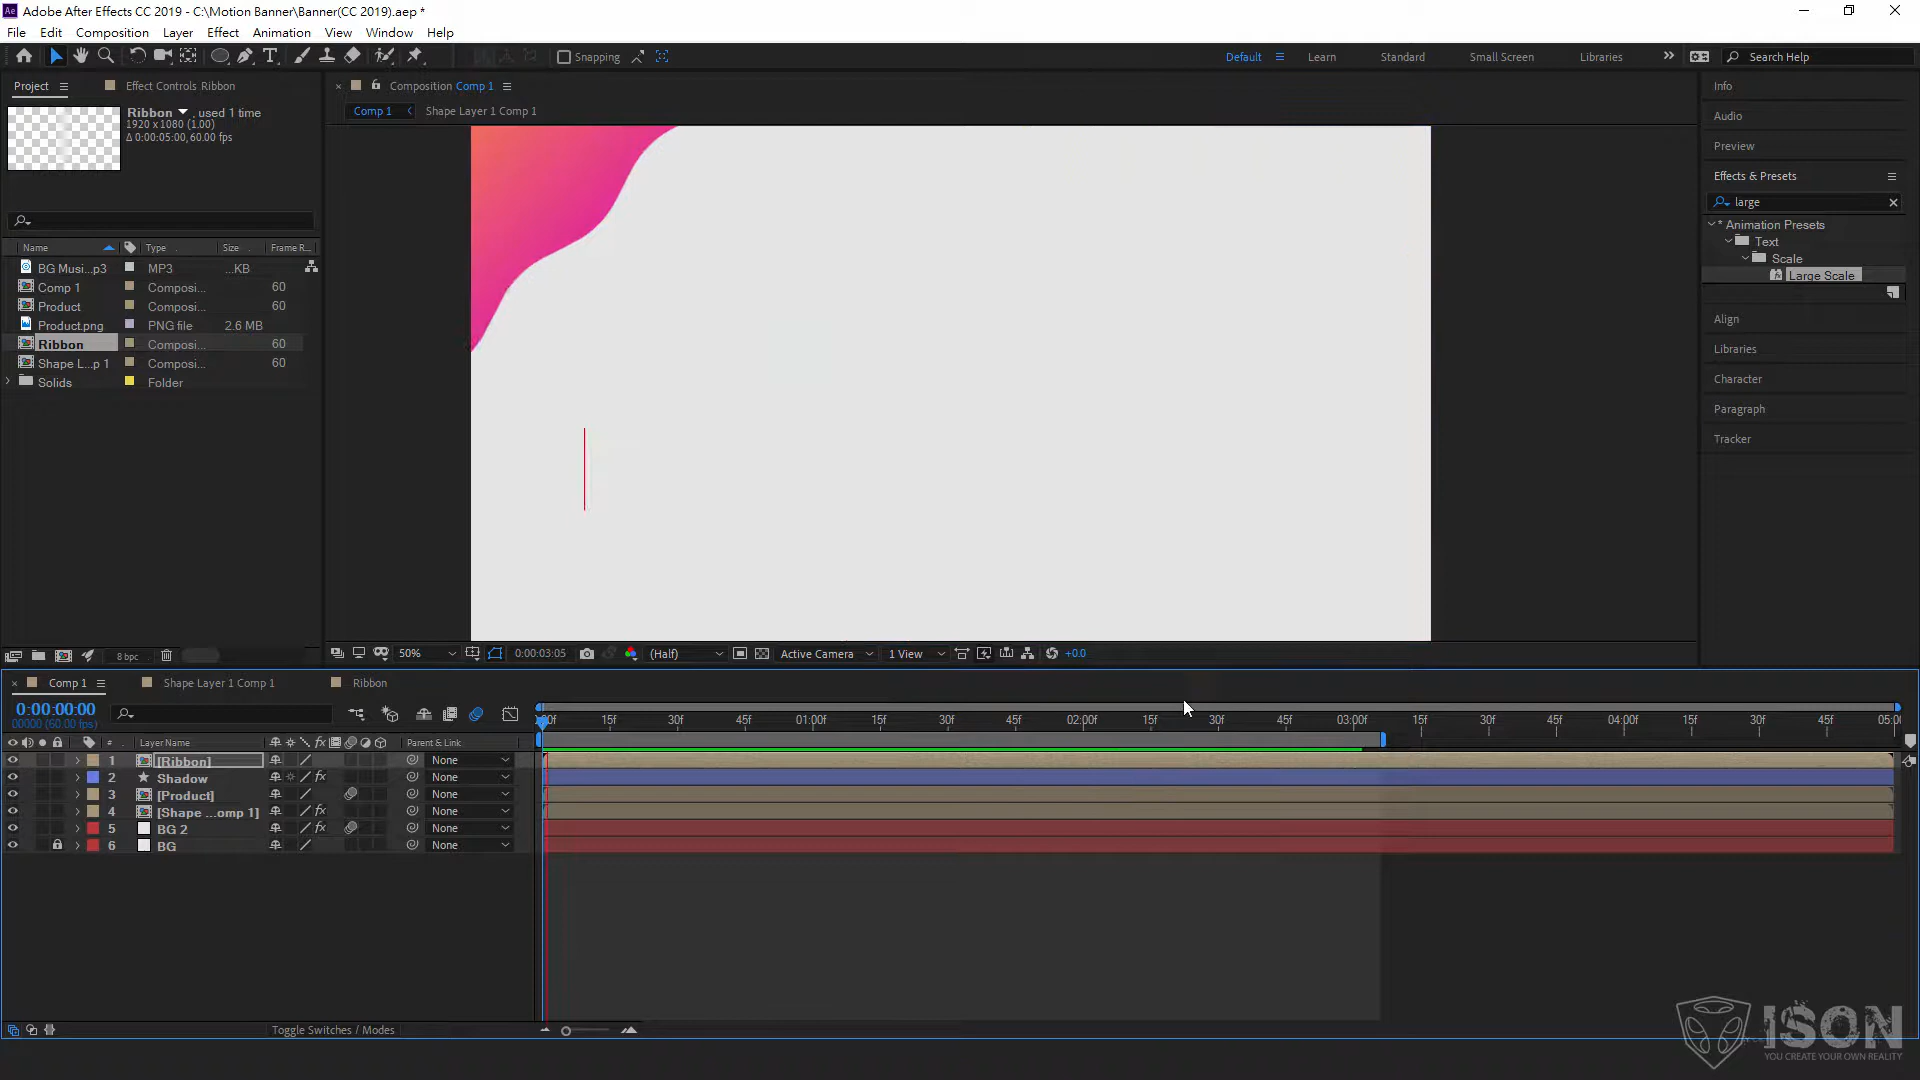 Adobe After Effects CC 2019 - C:\Motion Banner\Banner(CC 2019).aep *
File Edit Composition Layer Effect Animation View Window Help
Snapping Default Learn Standard Small Screen Libraries Search Help
Project Effect Controls Ribbon Composition Comp 1 Info
Comp 1 Shape Layer 1 Comp 1
Ribbon , used 1 time
1920 x 1080 (1.00)
Δ 0:00:05:00, 60.00 fps
Audio
Preview
Effects & Presets
large
* Animation Presets
Text
Scale
Large Scale
Align
Libraries
Character
Paragraph
Tracker
Name Type Size Frame R...
BG Musi...p3 MP3 ...KB
Comp 1 Composi... 60
Product Composi... 60
Product.png PNG file 2.6 MB
Ribbon Composi... 60
Shape L...p 1 Composi... 60
Solids Folder
8 bpc 50% 0:00:03:05 (Half) Active Camera 1 View +0.0
Comp 1 Shape Layer 1 Comp 1 Ribbon
0:00:00:00
00000 (60.00 fps)
:00f 15f 30f 45f 01:00f 15f 30f 45f 02:00f 15f 30f 45f 03:00f 15f 30f 45f 04:00f 15f 30f 45f 05:00
# Layer Name fx Parent & Link
1 [Ribbon] None
2 Shadow fx None
3 [Product] None
4 [Shape ...omp 1] fx None
5 BG 2 fx None
6 BG None
Toggle Switches / Modes
ISON
YOU CREATE YOUR OWN REALITY